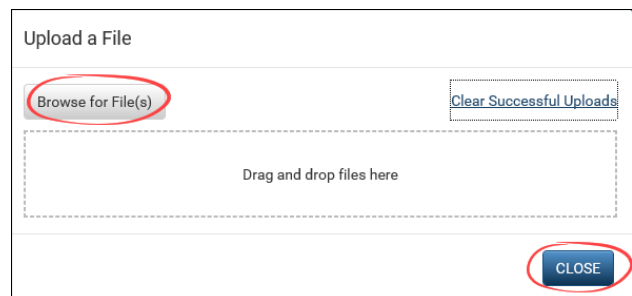 Upload a File
Browse for File(s)
Clear Successful Uploads
Drag and drop files here
CLOSE